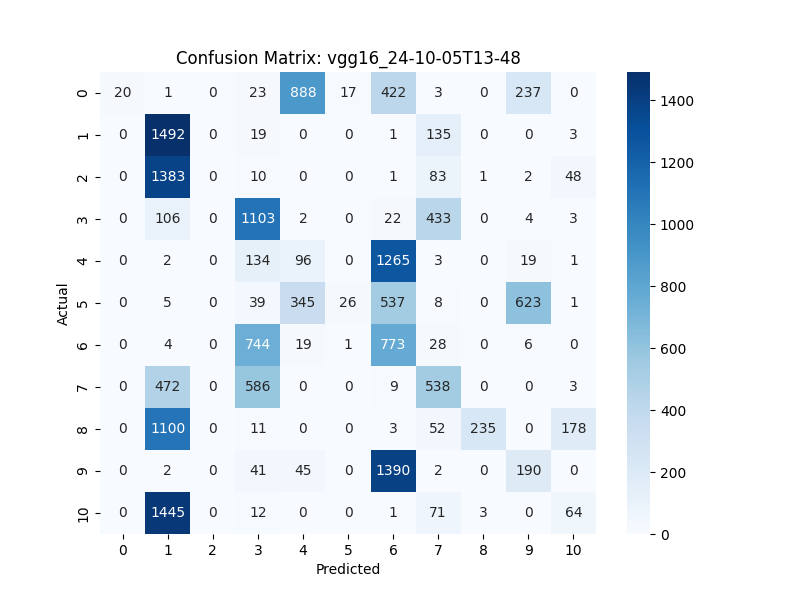 Confusion Matrix: vgg16_24-10-05T13-48
0 20 1 0 23 888 17 422 3 0 237 0
1 0 1492 0 19 0 0 1 135 0 0 3
2 0 1383 0 10 0 0 1 83 1 2 48
3 0 106 0 1103 2 0 22 433 0 4 3
4 0 2 0 134 96 0 1265 3 0 19 1
5 0 5 0 39 345 26 537 8 0 623 1
6 0 4 0 744 19 1 773 28 0 6 0
7 0 472 0 586 0 0 9 538 0 0 3
8 0 1100 0 11 0 0 3 52 235 0 178
9 0 2 0 41 45 0 1390 2 0 190 0
10 0 1445 0 12 0 0 1 71 3 0 64
0 1 2 3 4 5 6 7 8 9 10
Predicted
Actual
1400
1200
1000
800
600
400
200
0